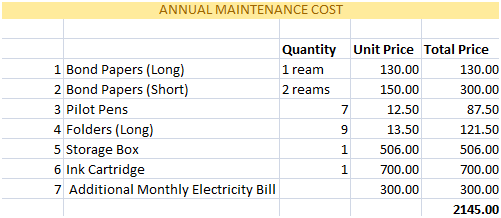 ANNUAL MAINTENANCE COST
Quantity Unit Price Total Price
1 Bond Papers (Long) 1 ream 130.00 130.00
2 Bond Papers (Short) 2 reams 150.00 300.00
3 Pilot Pens 7 12.50 87.50
4 Folders (Long) 9 13.50 121.50
5 Storage Box 1 506.00 506.00
6 Ink Cartridge 1 700.00 700.00
7 Additional Monthly Electricity Bill 300.00 300.00
2145.00